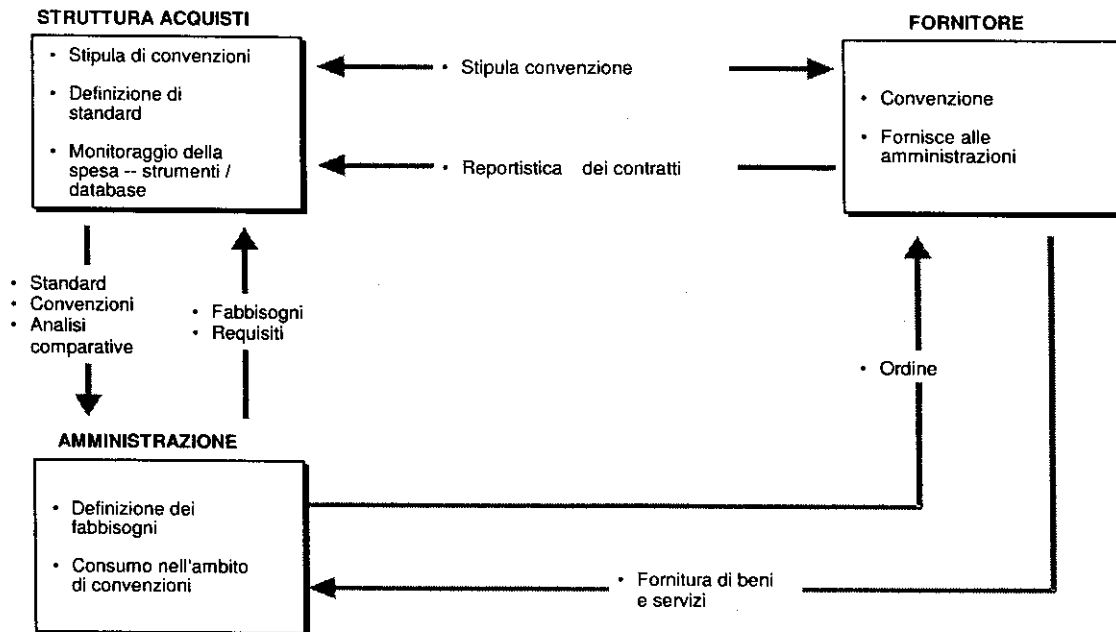 STRUTTURA ACQUISTI
• Stipula di convenzioni
• Definizione di
standard
• Monitoraggio della
spesa -- strumenti /
database
• Stipula convenzione
• Reportistica dei contratti
FORNITORE
• Convenzione
• Fornisce alle
amministrazioni
• Standard
• Convenzioni
• Analisi
comparative
• Fabbisogni
• Requisiti
• Ordine
AMMINISTRAZIONE
• Definizione dei
fabbisogni
• Consumo nell'ambito
di convenzioni
• Fornitura di beni
e servizi